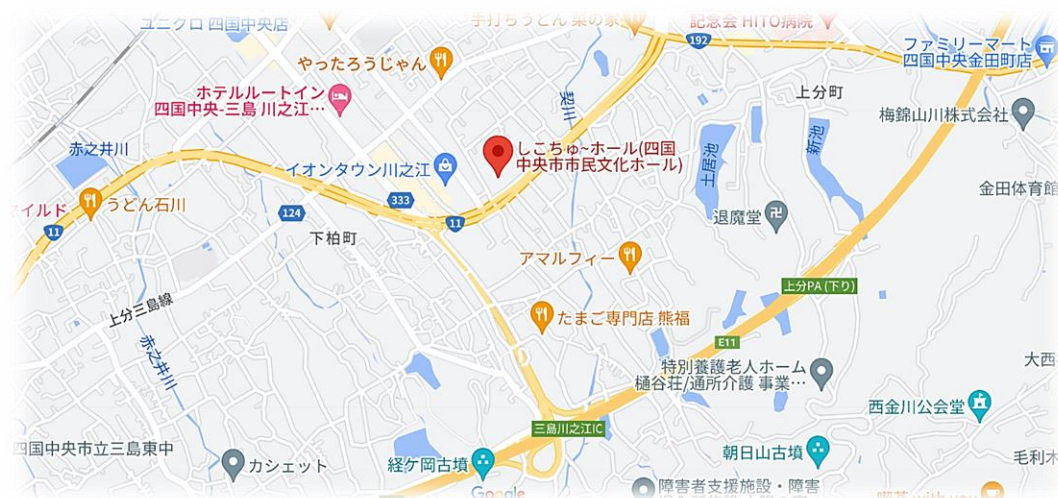 ユニクロ 四国中央店
手打ちうどん 菜の家
記念会 HITO病院
192
ファミリーマート
四国中央金田町店
やったろうじゃん
ホテルルートイン
四国中央-三島 川之江…
契川
上分町
梅錦山川株式会社
赤之井川
イオンタウン川之江
しこちゅ~ホール(四国
中央市市民文化ホール)
土居池
新池
金田体育館
マイルド
うどん石川
333
124
11
11
下柏町
退魔堂
アマルフィー
上分PA (下り)
上分三島線
たまご専門店 熊福
E11
赤之井川
特別養護老人ホーム
樋谷荘/通所介護 事業…
大西
西金川公会堂
三島川之江IC
四国中央市立三島東中
カシェット
経ケ岡古墳
朝日山古墳
毛利木
Google
障害者支援施設・障害